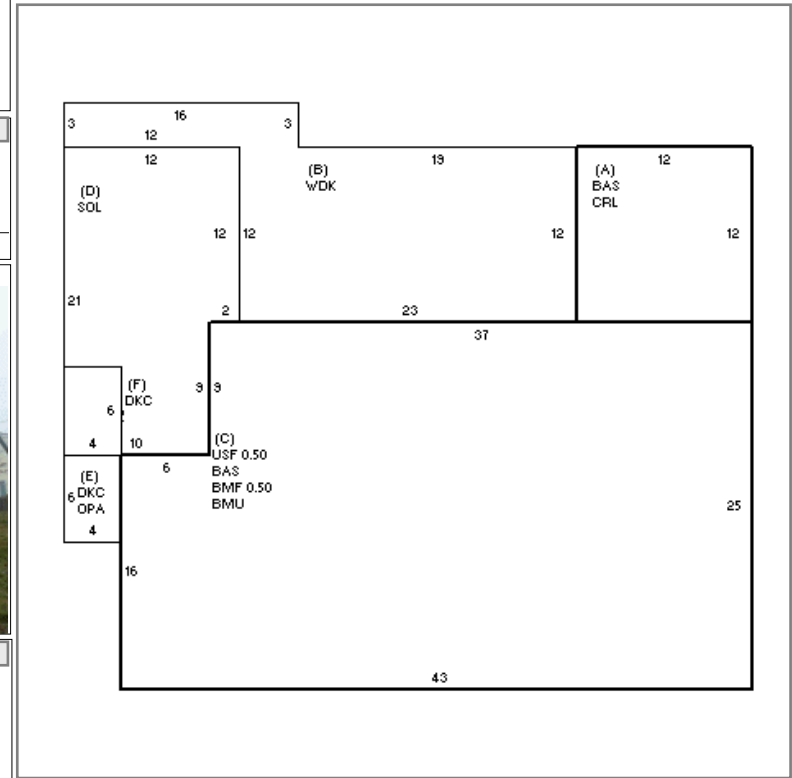 16
3 3
12
12 19 12
(D)
SOL
(B)
WDK
(A)
BAS
CRL
12 12 12 12
21
2 23
37
(F)
DKC
6
9 9
4 10
6
(C)
USF 0.50
BAS
BMF 0.50
BMU
(E)
DKC
OPA
6
4
25
16
43